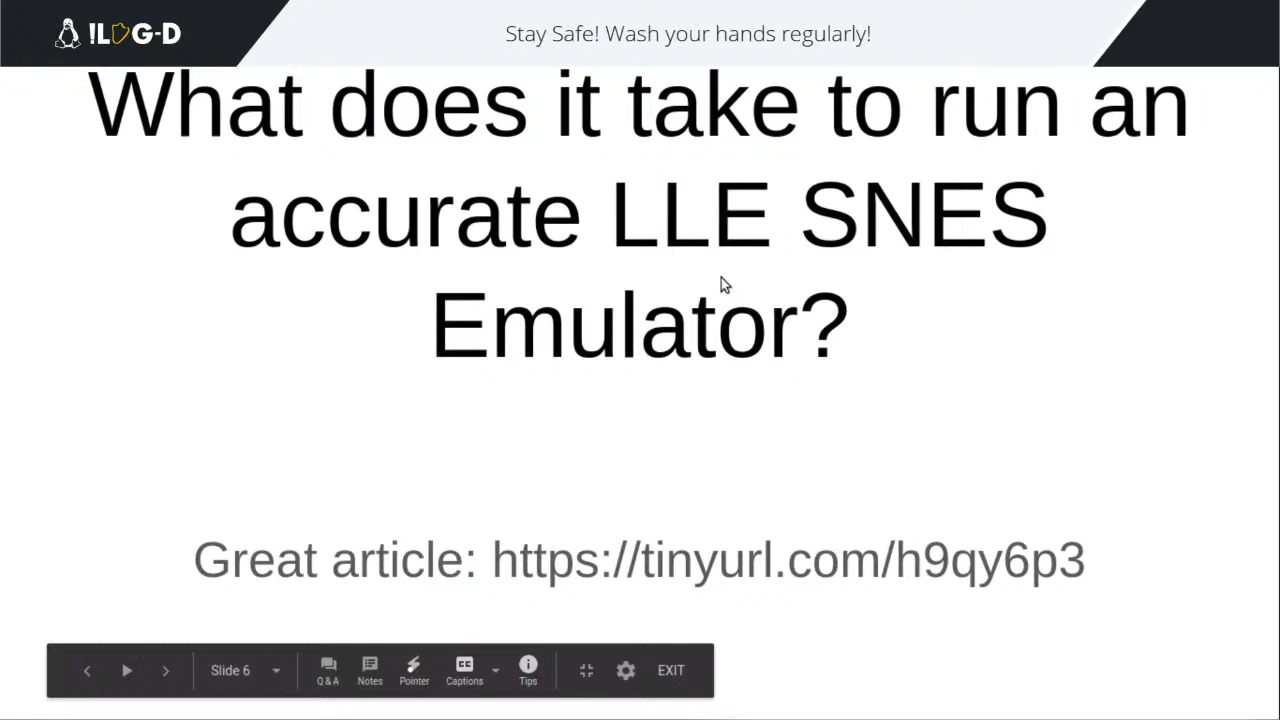 !LUG-D
Stay Safe! Wash your hands regularly!
What does it take to run an
accurate LLE SNES
Emulator?
Great article: https://tinyurl.com/h9qy6p3
Slide 6
Q & A
Notes
Pointer
CC
Captions
Tips
EXIT